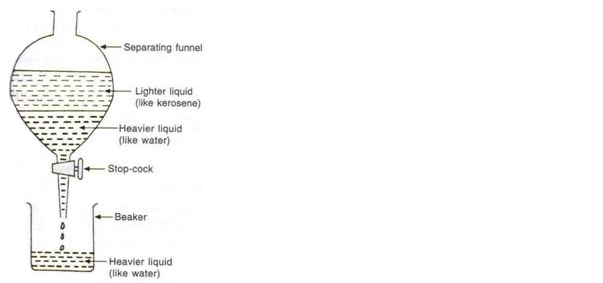 Separating funnel
Lighter liquid
(like kerosene)
Heavier liquid
(like water)
Stop-cock
Beaker
Heavier liquid
(like water)